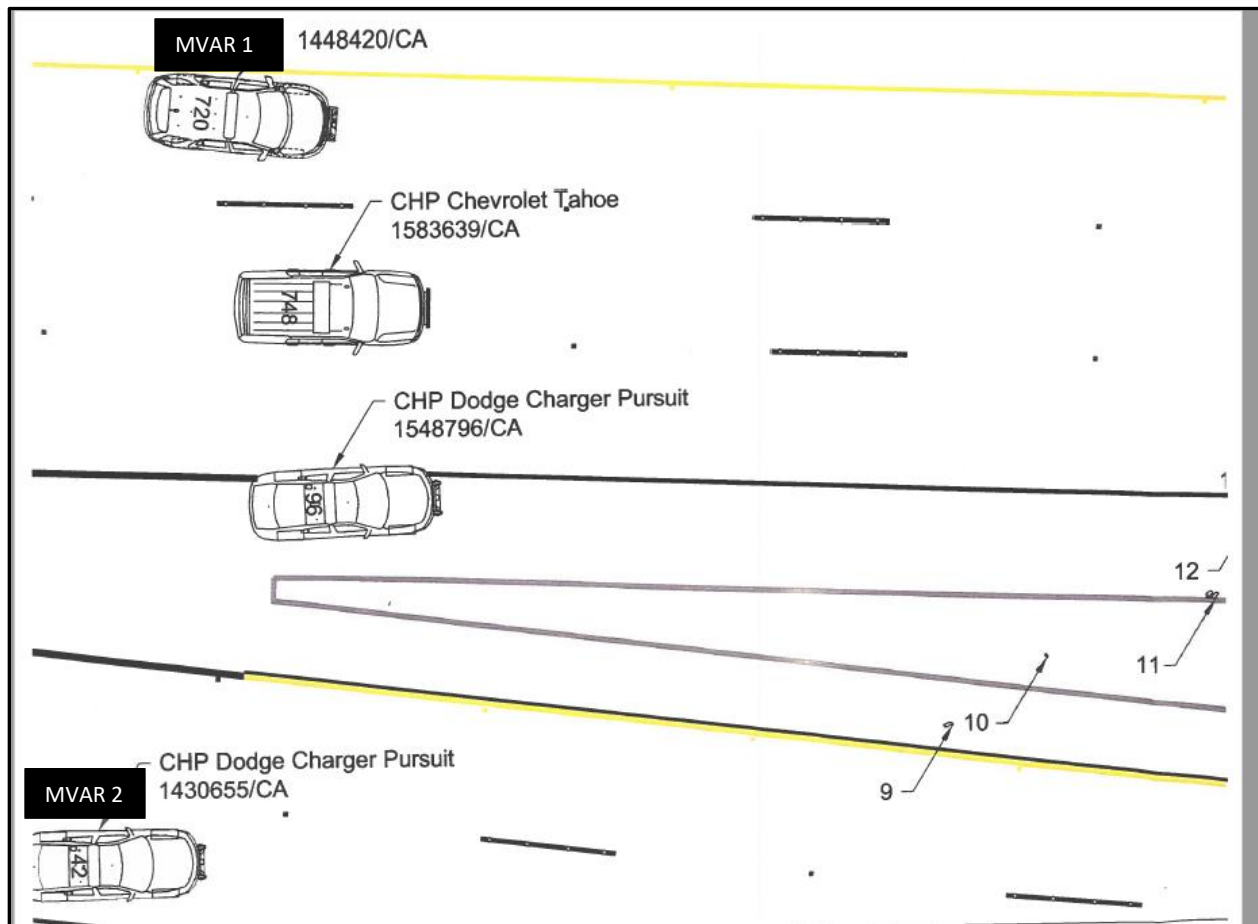 MVAR 1
1448420/CA
720
CHP Chevrolet Tahoe
1583639/CA
748
CHP Dodge Charger Pursuit
1548796/CA
96
1
12
11
10
9
CHP Dodge Charger Pursuit
1430655/CA
MVAR 2
42